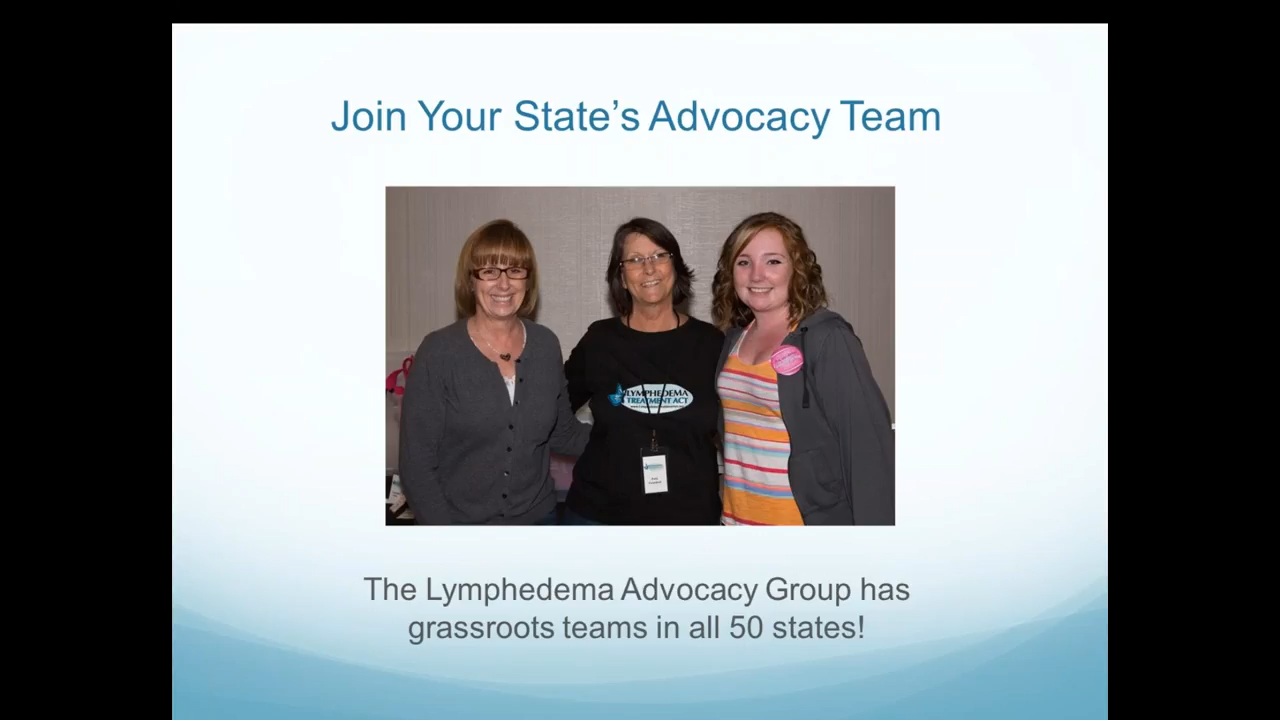 Join Your State's Advocacy Team
LYMPHEDEMA
TREATMENT ACT
The Lymphedema Advocacy Group has
grassroots teams in all 50 states!